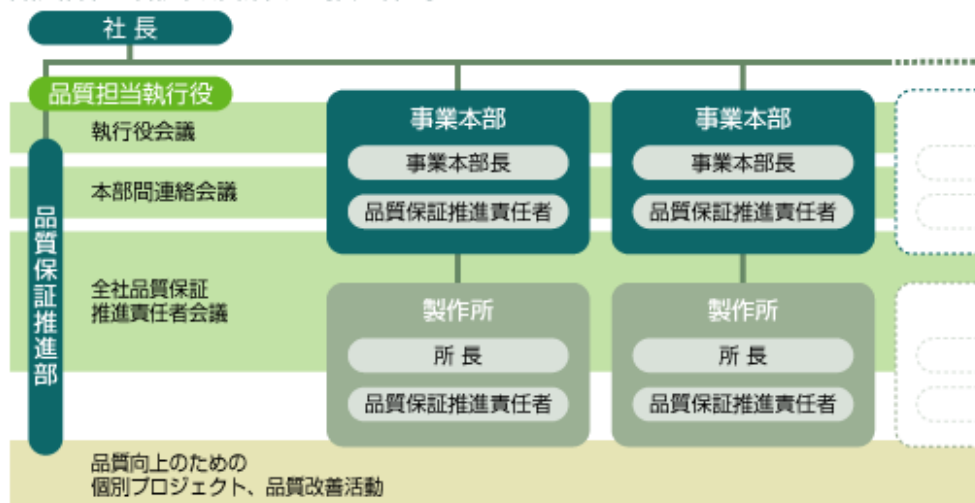 社長
品質担当執行役
執行役会議
本部間連絡会議
全社品質保証
推進責任者会議
品質保証推進部
事業本部
事業本部長
品質保証推進責任者
製作所
所長
品質保証推進責任者
事業本部
事業本部長
品質保証推進責任者
製作所
所長
品質保証推進責任者
品質向上のための
個別プロジェクト、品質改善活動